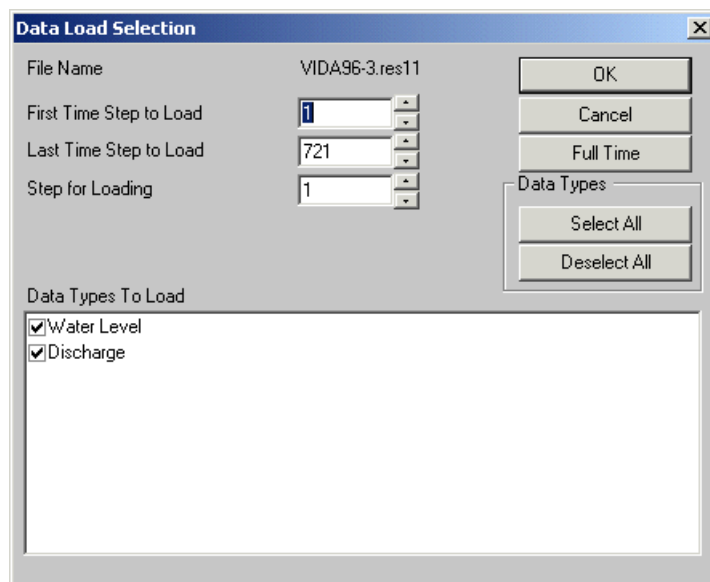 Data Load Selection
File Name VIDA96-3.res11
OK
First Time Step to Load 1
Cancel
Last Time Step to Load 721
Full Time
Step for Loading 1
Data Types
Select All
Deselect All
Data Types To Load
Water Level
Discharge